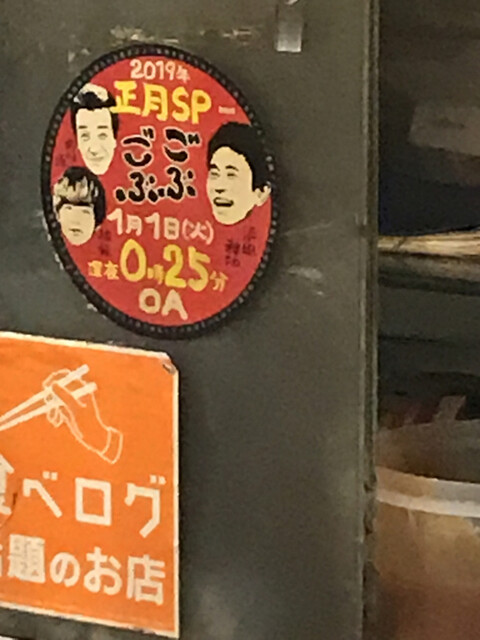 2019年
正月SP
ごぶごぶ
1月1日(火)
深夜0時25分
OA
食べログ
話題のお店